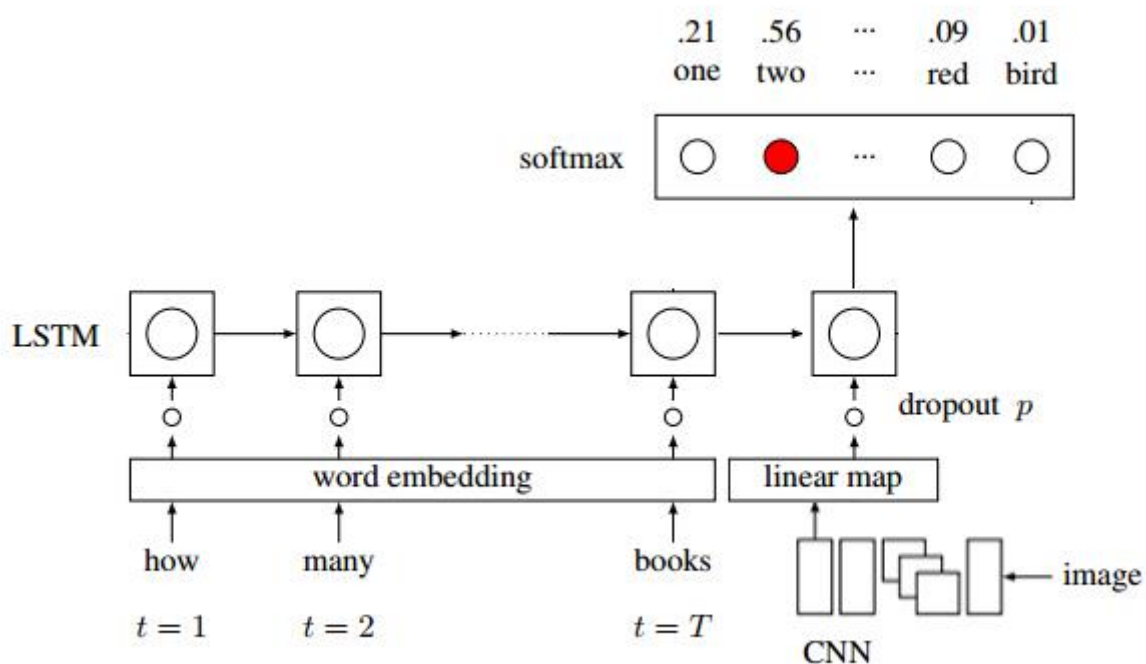 .21 .56 ··· .09 .01
one two ··· red bird
softmax ···
LSTM
dropout p
word embedding linear map
how many books
image
t = 1 t = 2 t = T
CNN